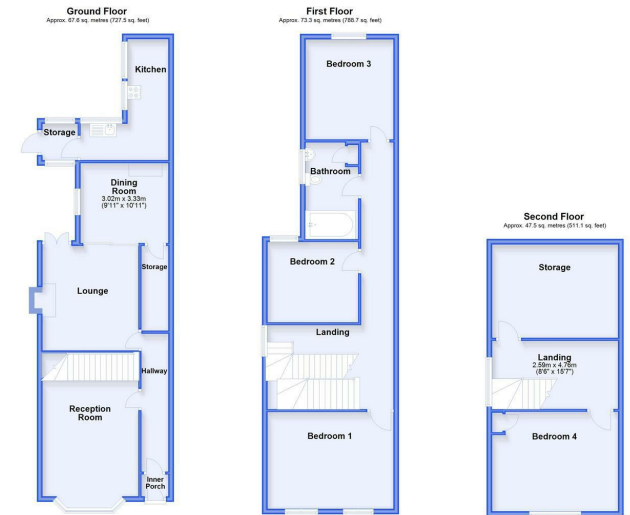 Ground Floor
Approx. 67.6 sq. metres (727.5 sq. feet)
Kitchen
Storage
Dining
Room
3.02m x 3.33m
(9'11" x 10'11")
Storage
Lounge
Hallway
Reception
Room
Inner
Porch
First Floor
Approx. 73.3 sq. metres (788.7 sq. feet)
Bedroom 3
Bathroom
Bedroom 2
Landing
Bedroom 1
Second Floor
Approx. 47.5 sq. metres (511.1 sq. feet)
Storage
Landing
2.59m x 4.76m
(8'6" x 15'7")
Bedroom 4